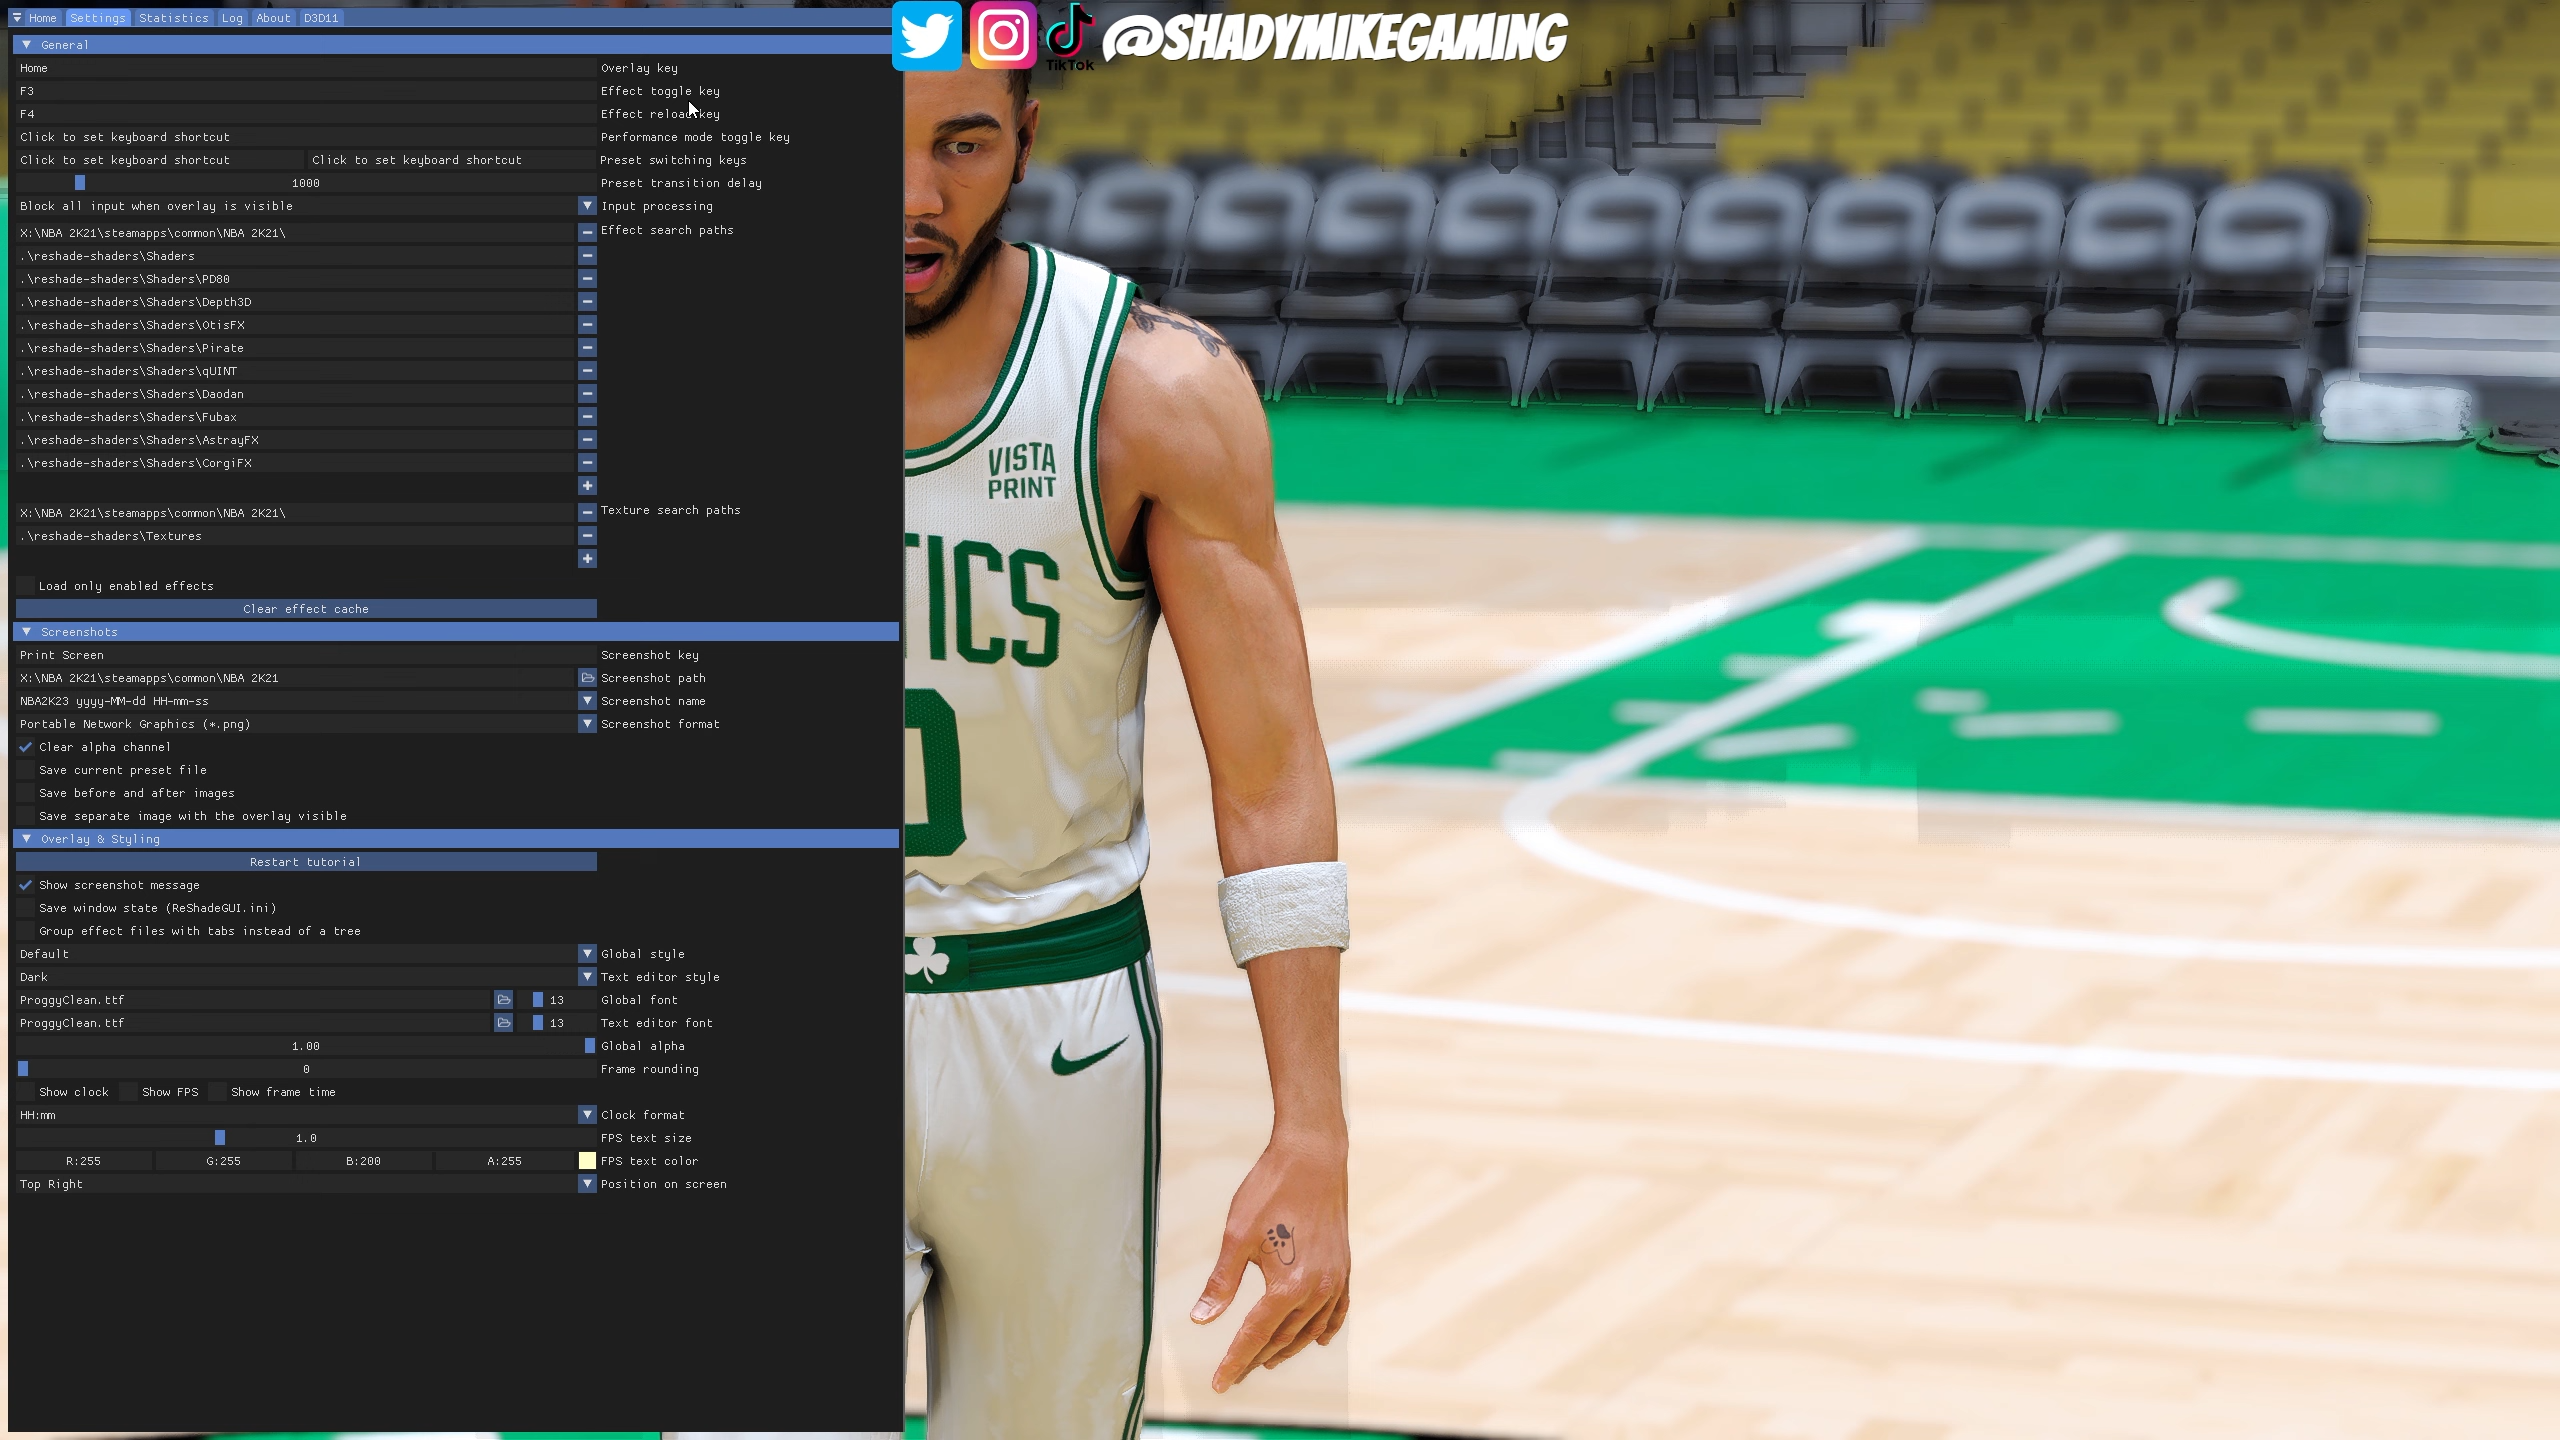 Home Settings Statistics Log About D3D11
@SHADYMIKEGAMING
TikTok
General
Home Overlay key
F3 Effect toggle key
F4 Effect reload key
Click to set keyboard shortcut Performance mode toggle key
Click to set keyboard shortcut Click to set keyboard shortcut Preset switching keys
1000 Preset transition delay
Block all input when overlay is visible Input processing
X:\NBA 2K21\steamapps\common\NBA 2K21\ Effect search paths
.\reshade-shaders\Shaders
.\reshade-shaders\Shaders\PD80
.\reshade-shaders\Shaders\Depth3D
.\reshade-shaders\Shaders\OtisFX
.\reshade-shaders\Shaders\Pirate
.\reshade-shaders\Shaders\qUINT
.\reshade-shaders\Shaders\Daodan
.\reshade-shaders\Shaders\Fubax
.\reshade-shaders\Shaders\AstrayFX
.\reshade-shaders\Shaders\CorgiFX
X:\NBA 2K21\steamapps\common\NBA 2K21\ Texture search paths
.\reshade-shaders\Textures
Load only enabled effects
Clear effect cache
Screenshots
Print Screen Screenshot key
X:\NBA 2K21\steamapps\common\NBA 2K21 Screenshot path
NBA2K23 yyyy-MM-dd HH-mm-ss Screenshot name
Portable Network Graphics (*.png) Screenshot format
Clear alpha channel
Save current preset file
Save before and after images
Save separate image with the overlay visible
Overlay & Styling
Restart tutorial
Show screenshot message
Save window state (ReShadeGUI.ini)
Group effect files with tabs instead of a tree
Default Global style
Dark Text editor style
ProggyClean.ttf 13 Global font
ProggyClean.ttf 13 Text editor font
1.00 Global alpha
0 Frame rounding
Show clock Show FPS Show frame time
HH:mm Clock format
1.0 FPS text size
R:255 G:255 B:200 A:255 FPS text color
Top Right Position on screen
VISTA
PRINT
TICS
0